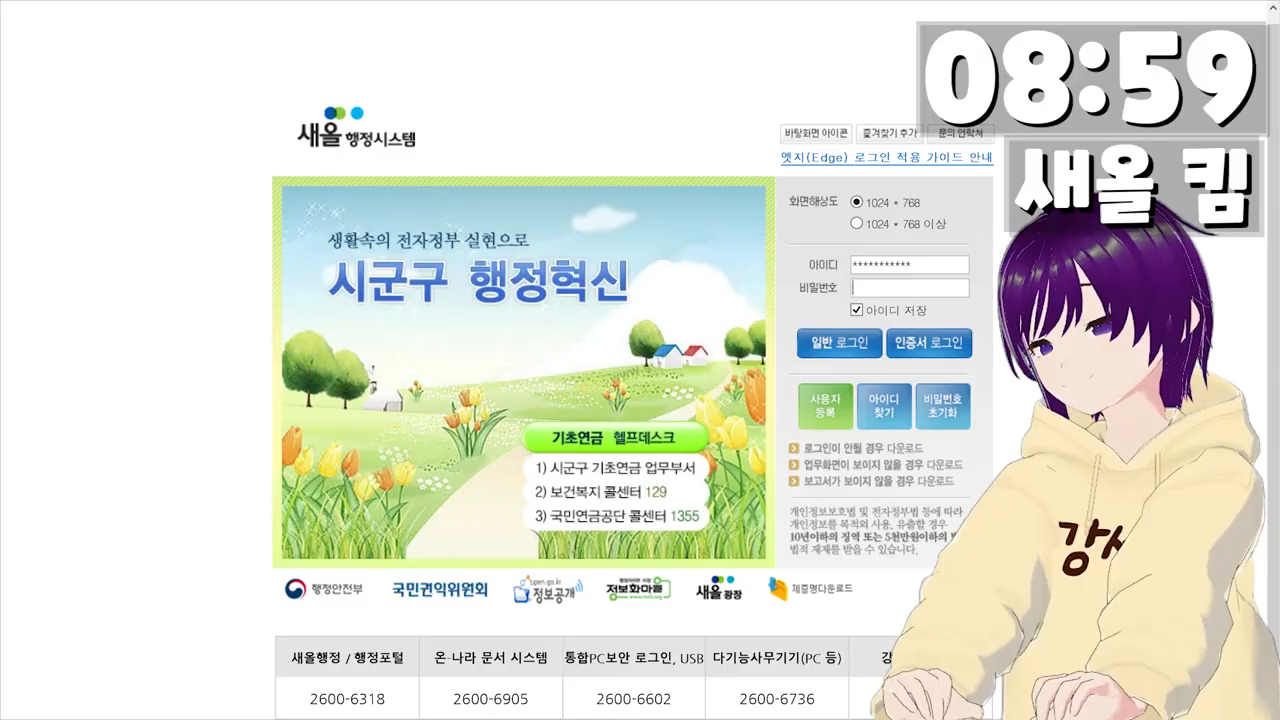 08:59
새올 킴
새올 행정시스템
바탕화면 아이콘
즐겨찾기 추가
문의 연락처
엣지(Edge) 로그인 적용 가이드 안내
생활속의 전자정부 실현으로
시군구 행정혁신
기초연금 헬프데스크
1) 시군구 기초연금 업무부서
2) 보건복지 콜센터 129
3) 국민연금공단 콜센터 1355
화면해상도
1024 * 768
1024 * 768 이상
아이디
***********
비밀번호
아이디 저장
일반 로그인
인증서 로그인
사용자
등록
아이디
찾기
비밀번호
초기화
로그인이 안될 경우 다운로드
업무화면이 보이지 않을 경우 다운로드
보고서가 보이지 않을 경우 다운로드
개인정보보호법 및 전자정부법 등에 따라
개인정보를 목적외 사용, 유출할 경우
10년이하의 징역 또는 5천만원이하의
법적 제재를 받을 수 있습니다.
행정안전부
국민권익위원회
open.go.kr
정보공개
정보화마을
새올 광장
제증명다운로드
새올행정 / 행정포털
온·나라 문서 시스템
통합PC보안 로그인, USB
다기능사무기기(PC 등)
강
2600-6318
2600-6905
2600-6602
2600-6736